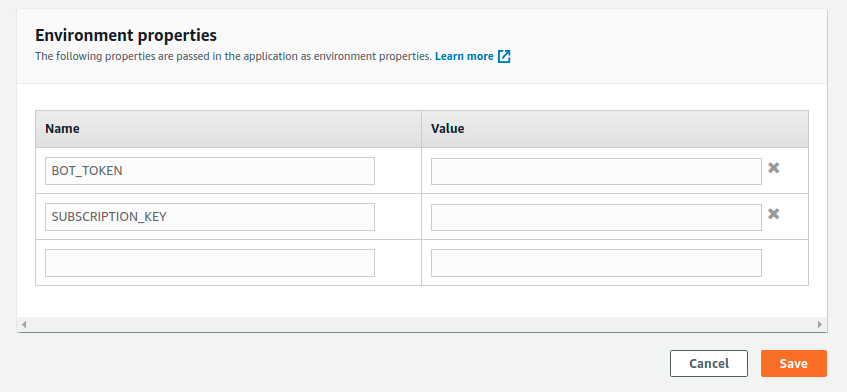 Environment properties
The following properties are passed in the application as environment properties. Learn more
Name Value
BOT_TOKEN
SUBSCRIPTION_KEY
Cancel Save